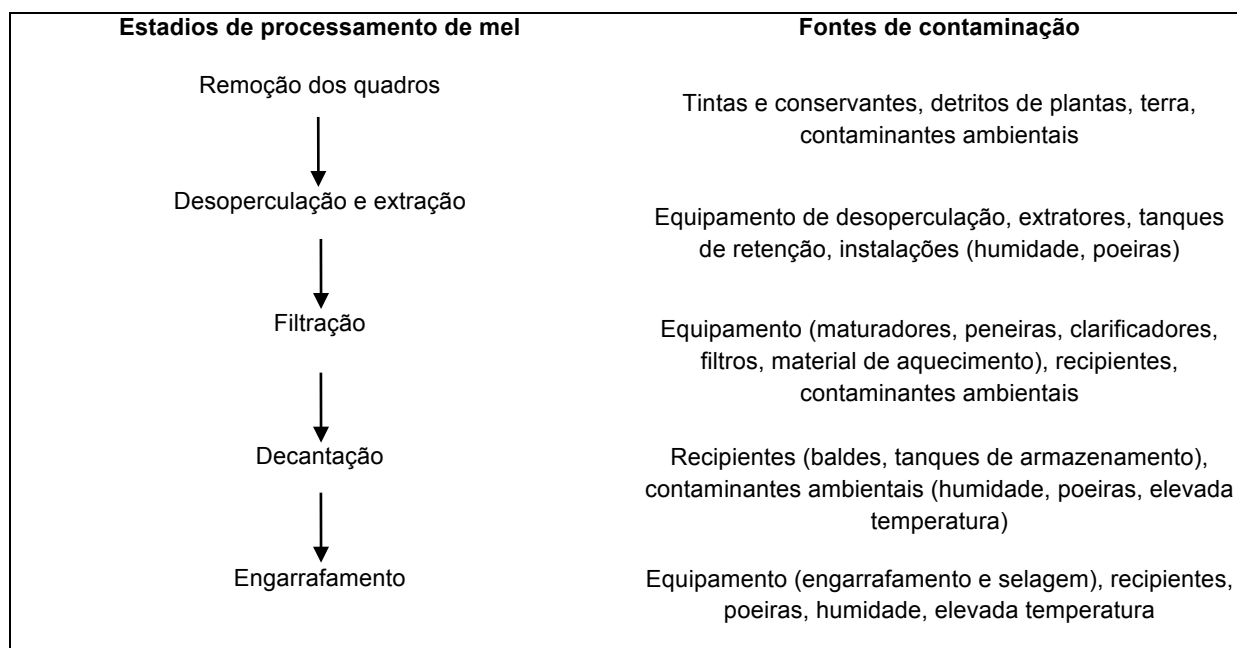 Estadios de processamento de mel
Fontes de contaminação
Remoção dos quadros
Tintas e conservantes, detritos de plantas, terra,
contaminantes ambientais
Desoperculação e extração
Equipamento de desoperculação, extratores, tanques
de retenção, instalações (humidade, poeiras)
Filtração
Equipamento (maturadores, peneiras, clarificadores,
filtros, material de aquecimento), recipientes,
contaminantes ambientais
Decantação
Recipientes (baldes, tanques de armazenamento),
contaminantes ambientais (humidade, poeiras, elevada
temperatura)
Engarrafamento
Equipamento (engarrafamento e selagem), recipientes,
poeiras, humidade, elevada temperatura